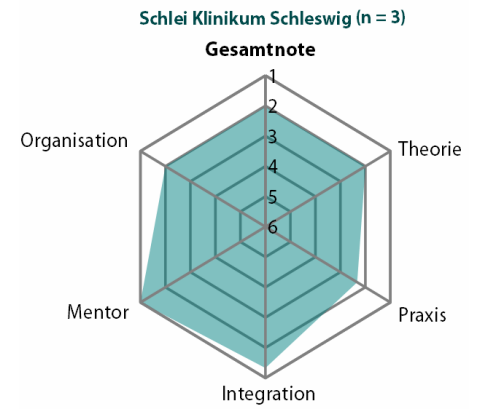 Schlei Klinikum Schleswig (n = 3)
Gesamtnote
1
2
3
4
5
6
Organisation
Theorie
Mentor
Praxis
Integration